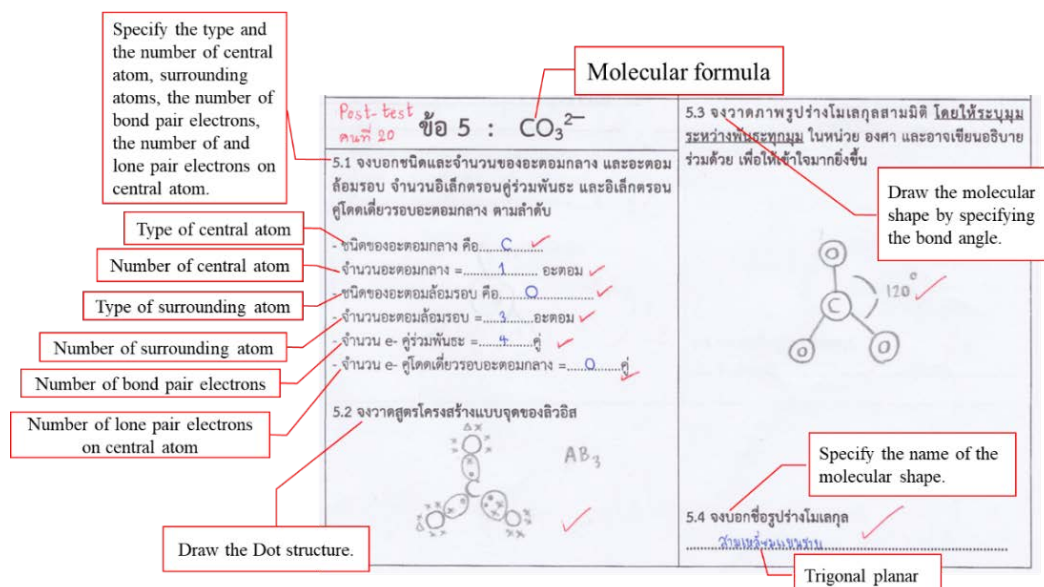 Specify the type and
the number of central
atom, surrounding
atoms, the number of
bond pair electrons,
the number of and
lone pair electrons on
central atom.
Molecular formula
Post-test
คนที่ 20
ข้อ 5 : CO₃²⁻
5.1 จงบอกชนิดและจำนวนของอะตอมกลาง และอะตอม
ล้อมรอบ จำนวนอิเล็กตรอนคู่ร่วมพันธะ และอิเล็กตรอน
คู่โดดเดี่ยวรอบอะตอมกลาง ตามลำดับ
Type of central atom
- ชนิดของอะตอมกลาง คือ.....C.....
Number of central atom
- จำนวนอะตอมกลาง =.....1..... อะตอม
Type of surrounding atom
- ชนิดของอะตอมล้อมรอบ คือ.....O.....
Number of surrounding atom
- จำนวนอะตอมล้อมรอบ =.....3.....อะตอม
Number of bond pair electrons
- จำนวน e- คู่ร่วมพันธะ =.....4.....คู่
Number of lone pair electrons
on central atom
- จำนวน e- คู่โดดเดี่ยวรอบอะตอมกลาง =.....0.....คู่
5.2 จงวาดสูตรโครงสร้างแบบจุดของลิวอิส
AB₃
Draw the Dot structure.
5.3 จงวาดภาพรูปร่างโมเลกุลสามมิติ โดยให้ระบุมุม
ระหว่างพันธะทุกมุม ในหน่วย องศา และอาจเขียนอธิบาย
ร่วมด้วย เพื่อให้เข้าใจมากยิ่งขึ้น
Draw the molecular
shape by specifying
the bond angle.
O
C
120°
O
O
Specify the name of the
molecular shape.
5.4 จงบอกชื่อรูปร่างโมเลกุล
สามเหลี่ยมแบนราบ
Trigonal planar